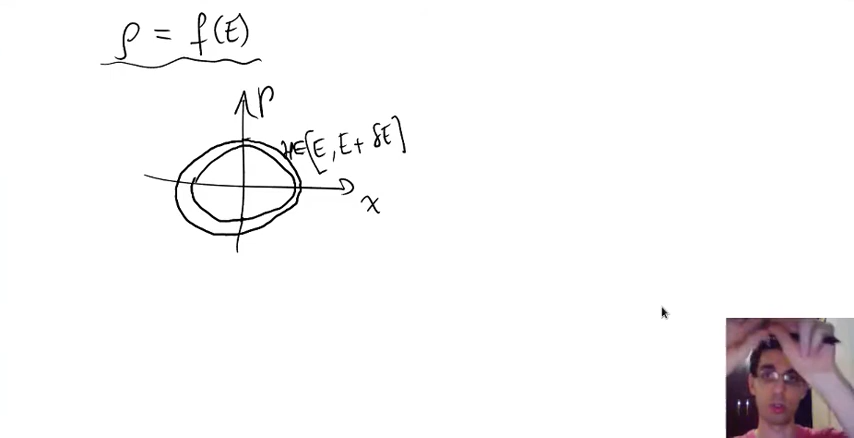 ρ = f(E)
p
H∈[E, E+ δE]
x